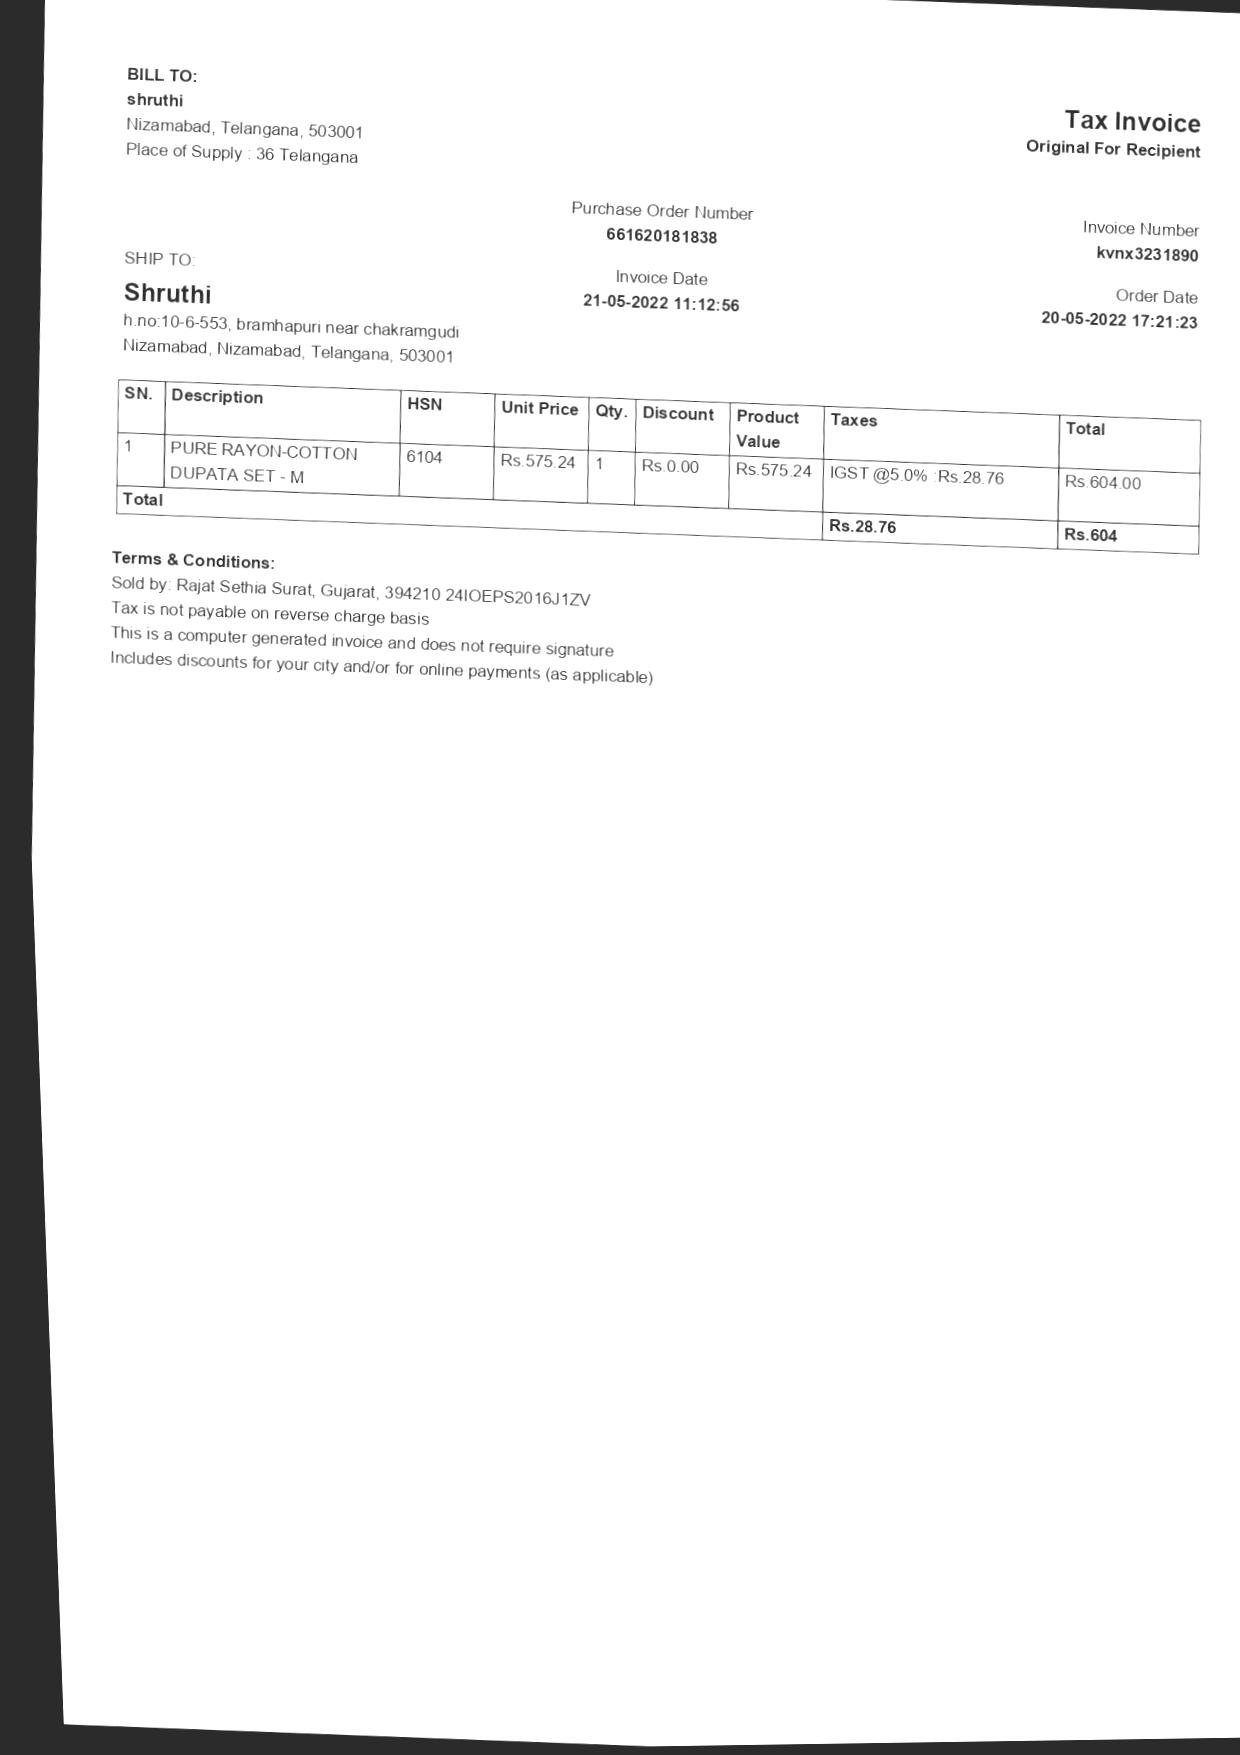 BILL TO:
shruthi
Nizamabad, Telangana, 503001
Place of Supply : 36 Telangana
Tax Invoice
Original For Recipient
Purchase Order Number
661620181838
Invoice Number
kvnx3231890
SHIP TO:
Shruthi
h.no:10-6-553, bramhapuri near chakramgudi
Nizamabad, Nizamabad, Telangana, 503001
Invoice Date
21-05-2022 11:12:56
Order Date
20-05-2022 17:21:23
SN. Description HSN Unit Price Qty. Discount Product Value Taxes Total
1 PURE RAYON-COTTON DUPATA SET - M 6104 Rs.575.24 1 Rs.0.00 Rs.575.24 IGST @5.0% :Rs.28.76 Rs.604.00
Total Rs.28.76 Rs.604
Terms & Conditions:
Sold by: Rajat Sethia Surat, Gujarat, 394210 24IOEPS2016J1ZV
Tax is not payable on reverse charge basis
This is a computer generated invoice and does not require signature
Includes discounts for your city and/or for online payments (as applicable)